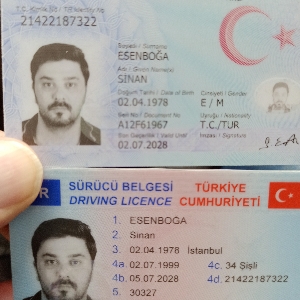 T.C. Kimlik No / TR Identity No
21422187322
Soyadı / Surname
ESENBOĞA
Adı / Given Name(s)
SİNAN
Doğum Tarihi / Date of Birth
Cinsiyeti / Gender
02.04.1978
E / M
Seri No / Document No
Uyruğu / Nationality
A12F61967
T.C./TUR
Son Geçerlilik / Valid Until
İmzası / Signature
02.07.2028
R
SÜRÜCÜ BELGESİ
TÜRKİYE
DRIVING LICENCE
CUMHURİYETİ
1. ESENBOĞA
2. Sinan
3. 02.04.1978 İstanbul
4a. 02.07.1999
4c. 34 Şişli
4b. 05.07.2028
4d. 21422187322
5. 30327